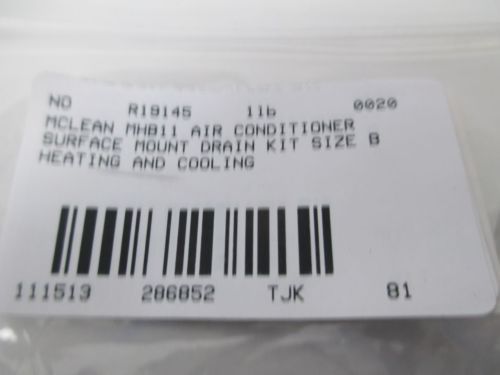 NO R19145 1lb 0020
MCLEAN MHB11 AIR CONDITIONER
SURFACE MOUNT DRAIN KIT SIZE B
HEATING AND COOLING
111513 286852 TJK 81